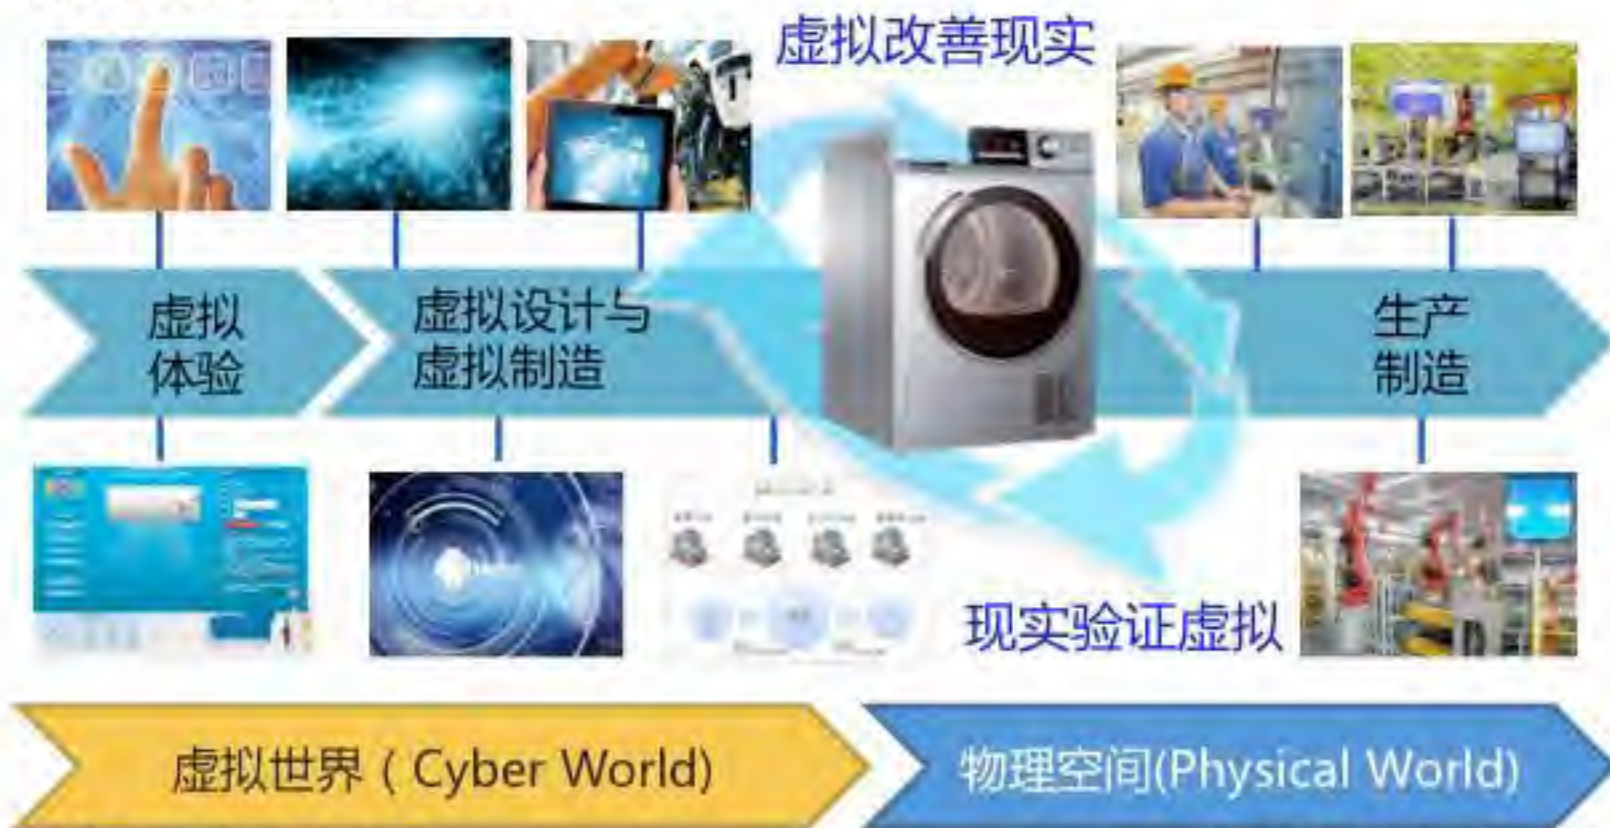 虚拟改善现实
虚拟
体验
虚拟设计与
虚拟制造
生产
制造
现实验证虚拟
虚拟世界（Cyber World)
物理空间(Physical World)